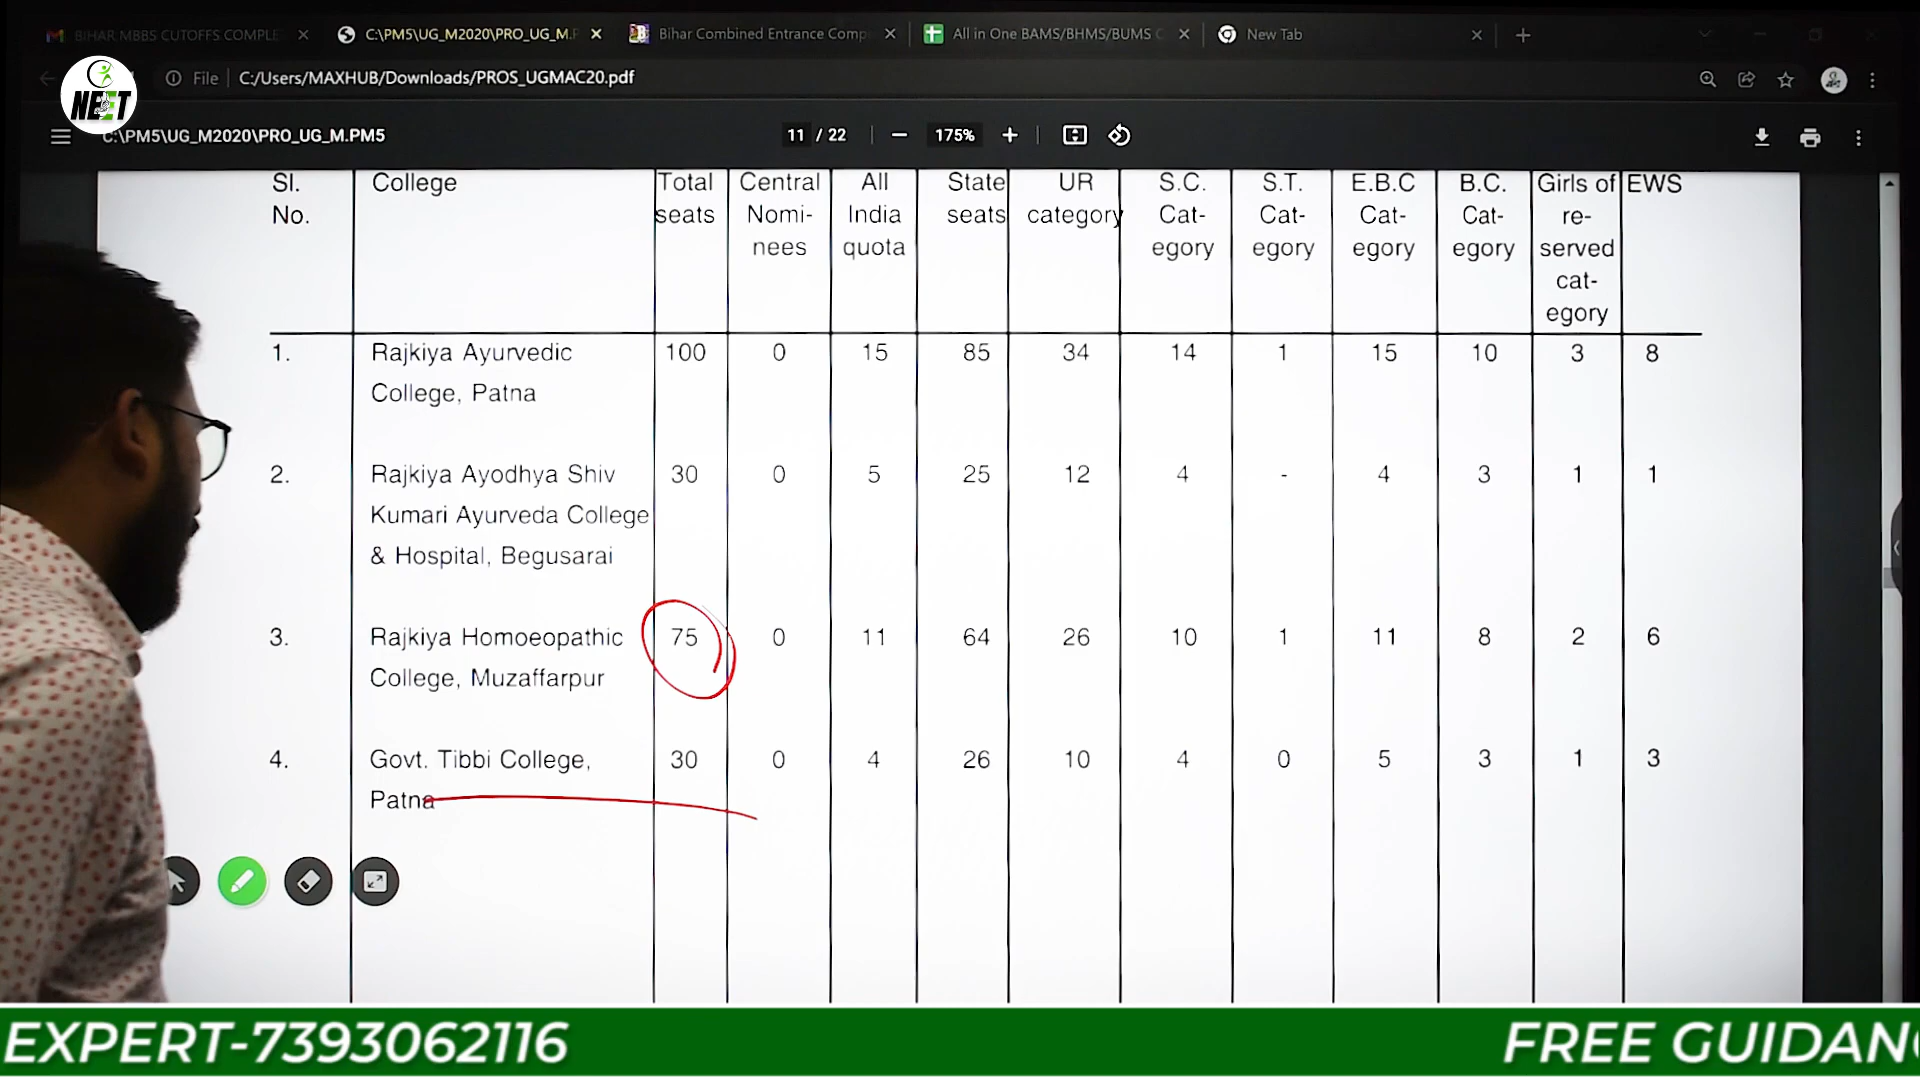 BIHAR MBBS CUTOFFS COMPLE
C:\PM5\UG_M2020\PRO_UG_M.P
Bihar Combined Entrance Comp
All in One BAMS/BHMS/BUMS C
New Tab
File C:/Users/MAXHUB/Downloads/PROS_UGMAC20.pdf
NEET
C:\PM5\UG_M2020\PRO_UG_M.PM5
11 / 22
175%
Sl. College Total Central All State UR S.C. S.T. E.B.C B.C. Girls of EWS
No. seats Nomi- India seats category Cat- Cat- Cat- Cat- re-
nees quota egory egory egory egory served
cat-
egory
1. Rajkiya Ayurvedic 100 0 15 85 34 14 1 15 10 3 8
College, Patna
2. Rajkiya Ayodhya Shiv 30 0 5 25 12 4 - 4 3 1 1
Kumari Ayurveda College
& Hospital, Begusarai
3. Rajkiya Homoeopathic 75 0 11 64 26 10 1 11 8 2 6
College, Muzaffarpur
4. Govt. Tibbi College, 30 0 4 26 10 4 0 5 3 1 3
Patna
EXPERT-7393062116 FREE GUIDAN